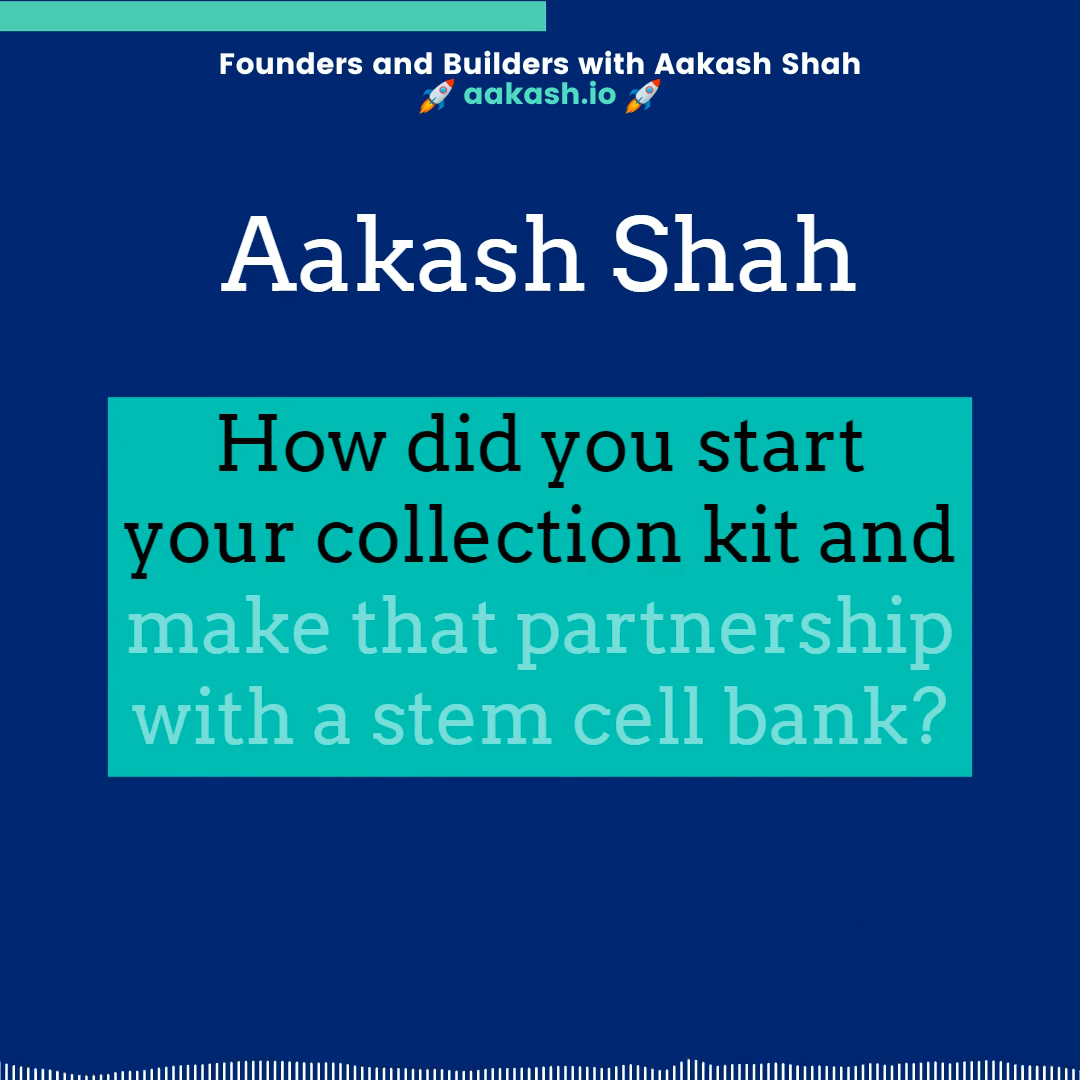 Founders and Builders with Aakash Shah
🚀 aakash.io 🚀
Aakash Shah
How did you start
your collection kit and
make that partnership
with a stem cell bank?